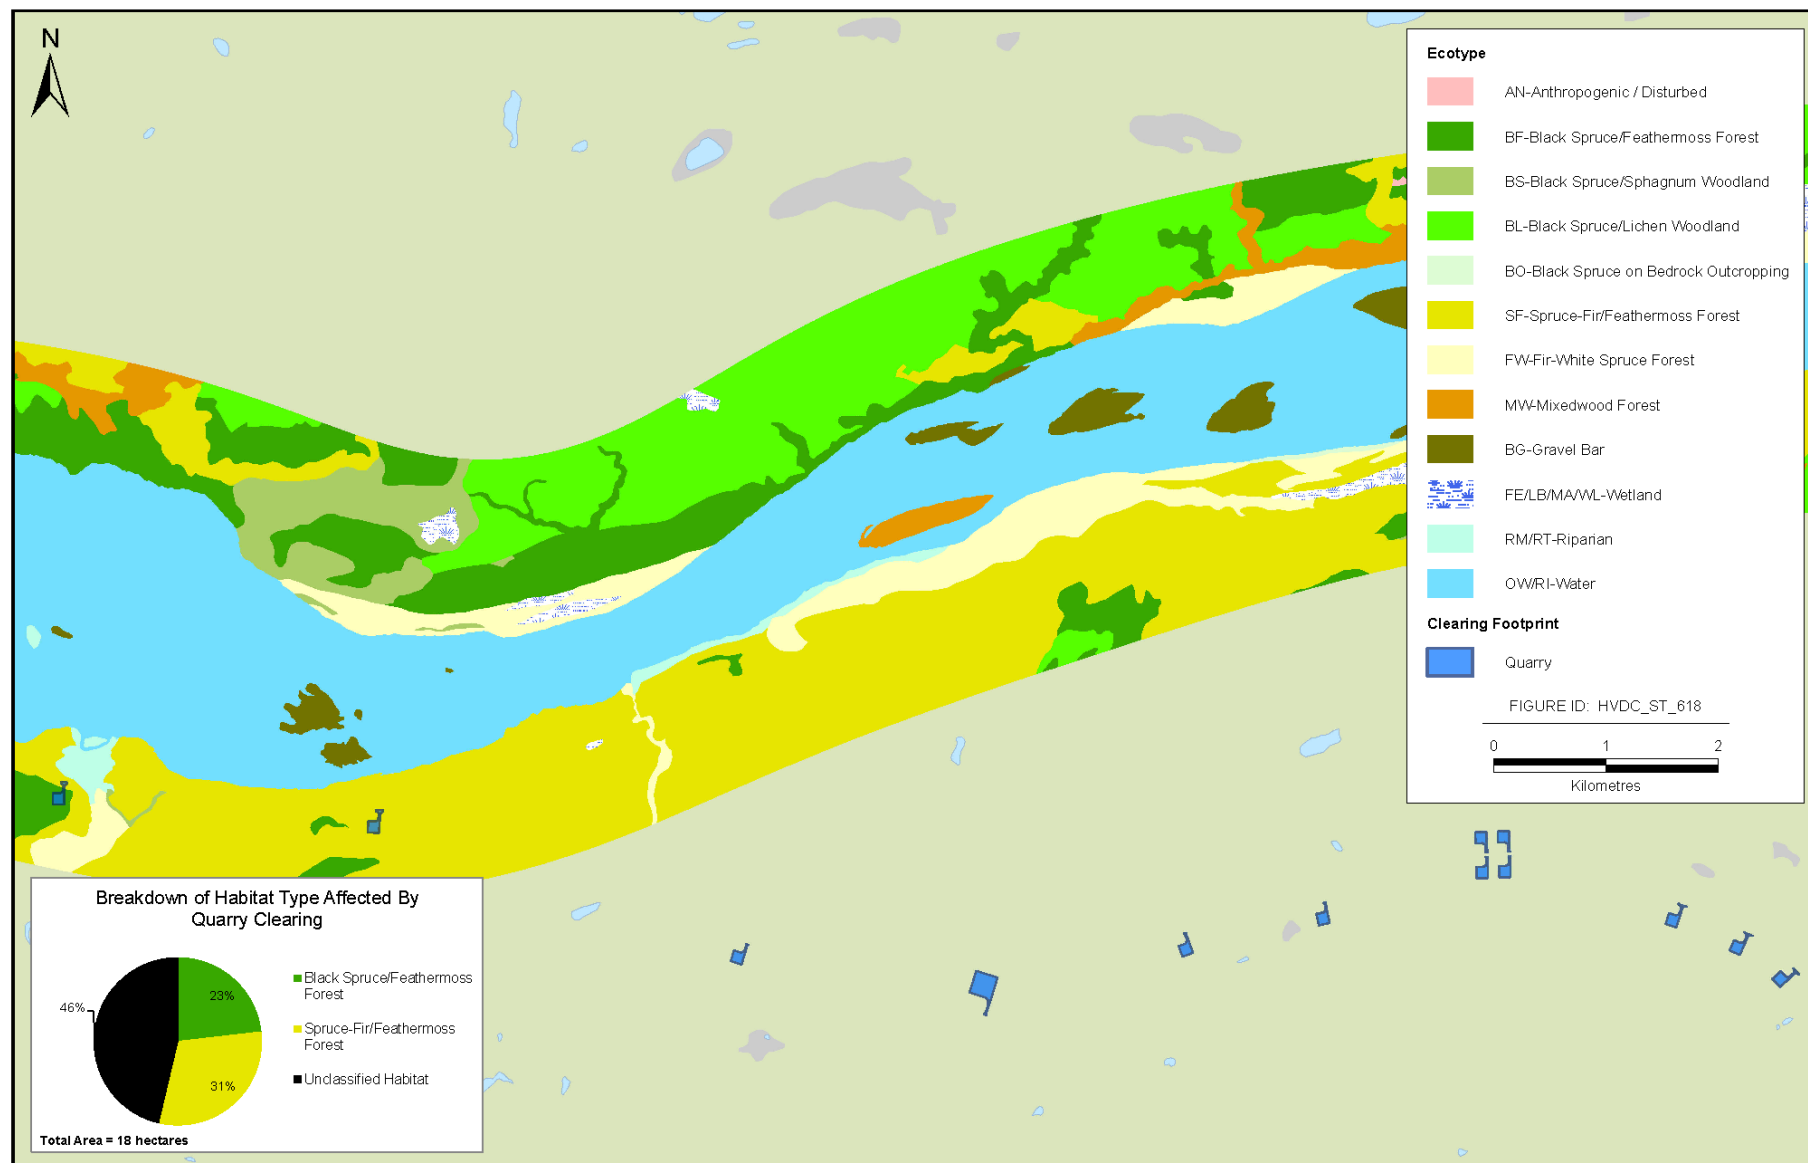 N
Ecotype
AN-Anthropogenic / Disturbed
BF-Black Spruce/Feathermoss Forest
BS-Black Spruce/Sphagnum Woodland
BL-Black Spruce/Lichen Woodland
BO-Black Spruce on Bedrock Outcropping
SF-Spruce-Fir/Feathermoss Forest
FW-Fir-White Spruce Forest
MW-Mixedwood Forest
BG-Gravel Bar
FE/LB/MA/WL-Wetland
RM/RT-Riparian
OW/RI-Water
Clearing Footprint
Quarry
FIGURE ID: HVDC_ST_618
0 1 2
Kilometres
Breakdown of Habitat Type Affected By
Quarry Clearing
46%
23%
31%
Black Spruce/Feathermoss
Forest
Spruce-Fir/Feathermoss
Forest
Unclassified Habitat
Total Area = 18 hectares